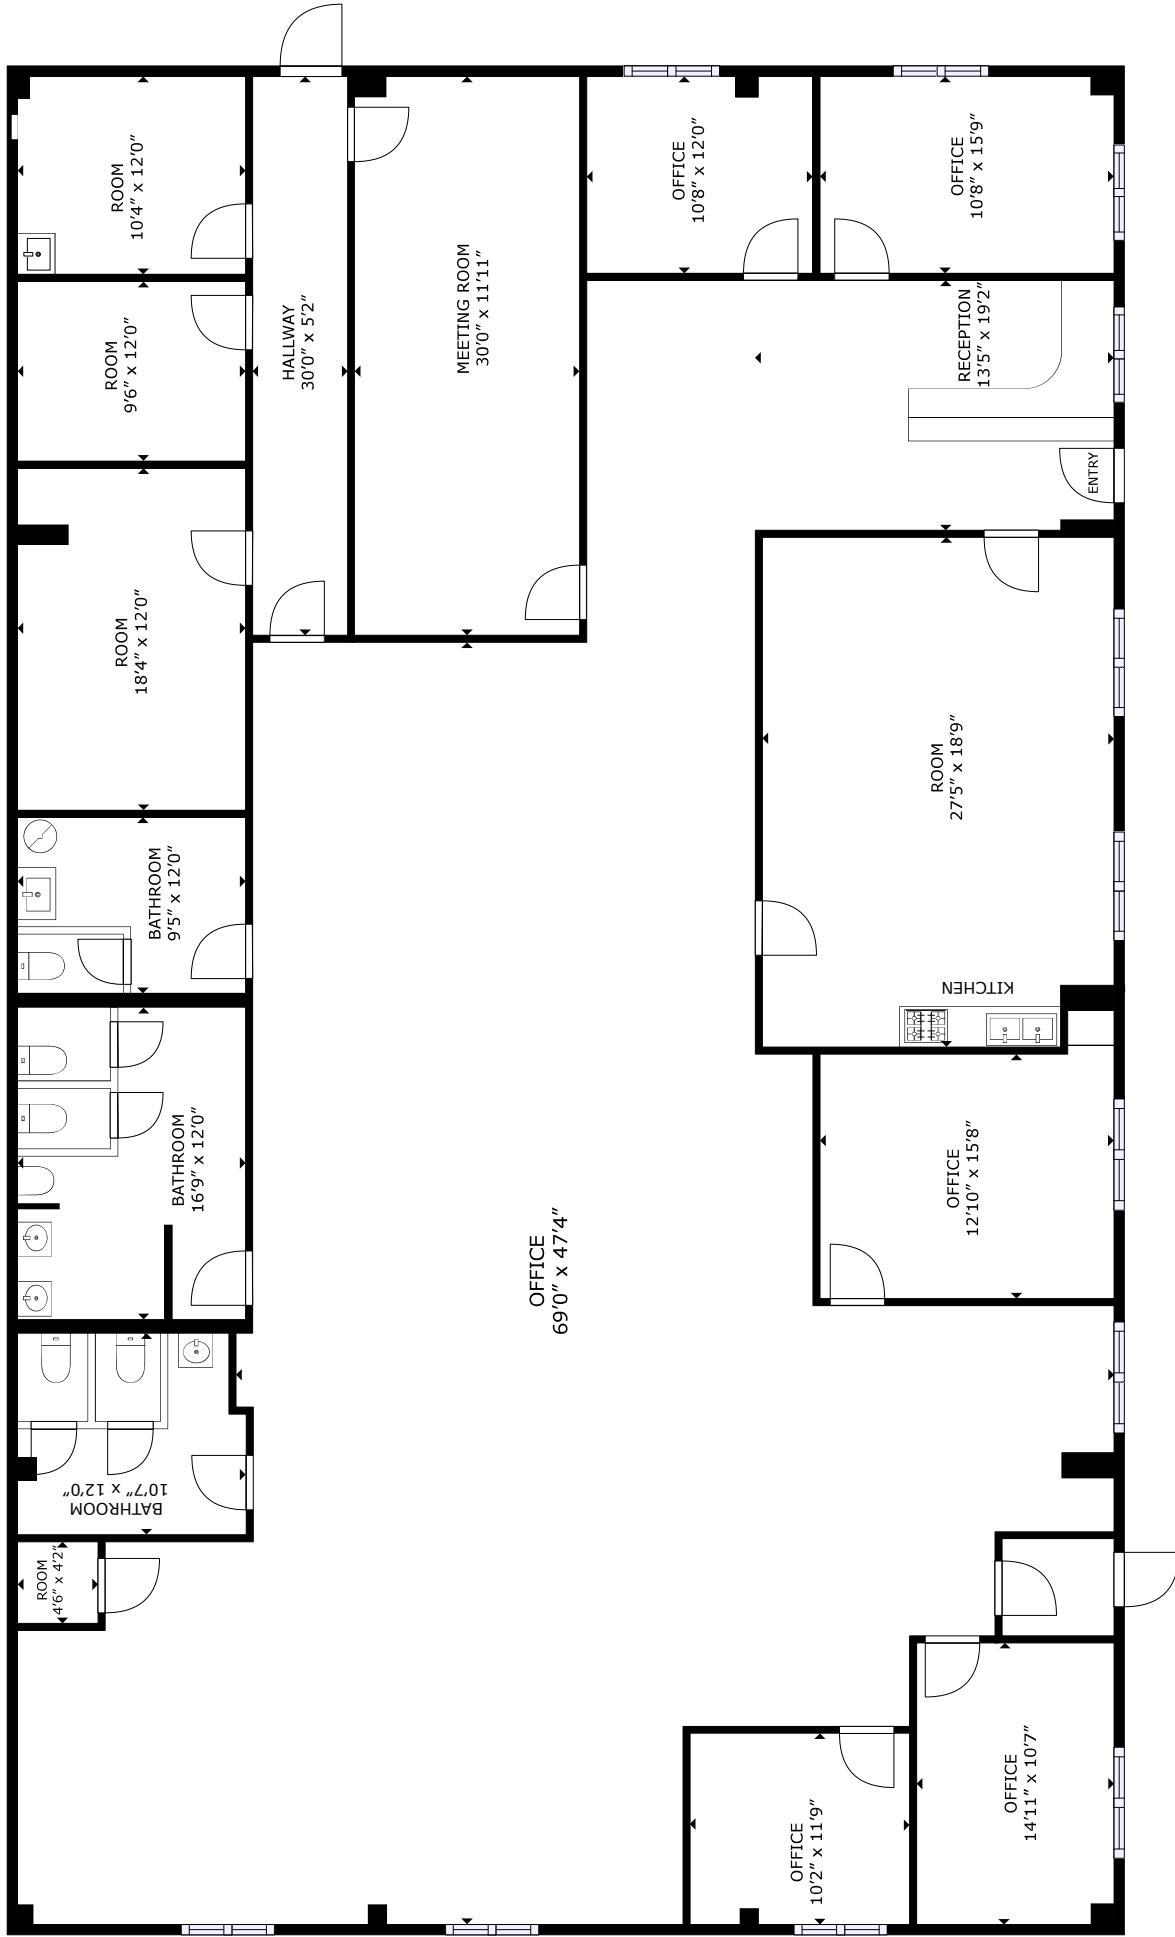 ROOM
10'4" x 12'0"
ROOM
9'6" x 12'0"
ROOM
18'4" x 12'0"
BATHROOM
9'5" x 12'0"
BATHROOM
16'9" x 12'0"
BATHROOM
10'7" x 12'0"
ROOM
4'6" x 4'2"
HALLWAY
30'0" x 5'2"
MEETING ROOM
30'0" x 11'11"
OFFICE
69'0" x 47'4"
OFFICE
10'8" x 12'0"
OFFICE
10'8" x 15'9"
RECEPTION
13'5" x 19'2"
ENTRY
ROOM
27'5" x 18'9"
KITCHEN
OFFICE
12'10" x 15'8"
OFFICE
10'2" x 11'9"
OFFICE
14'11" x 10'7"